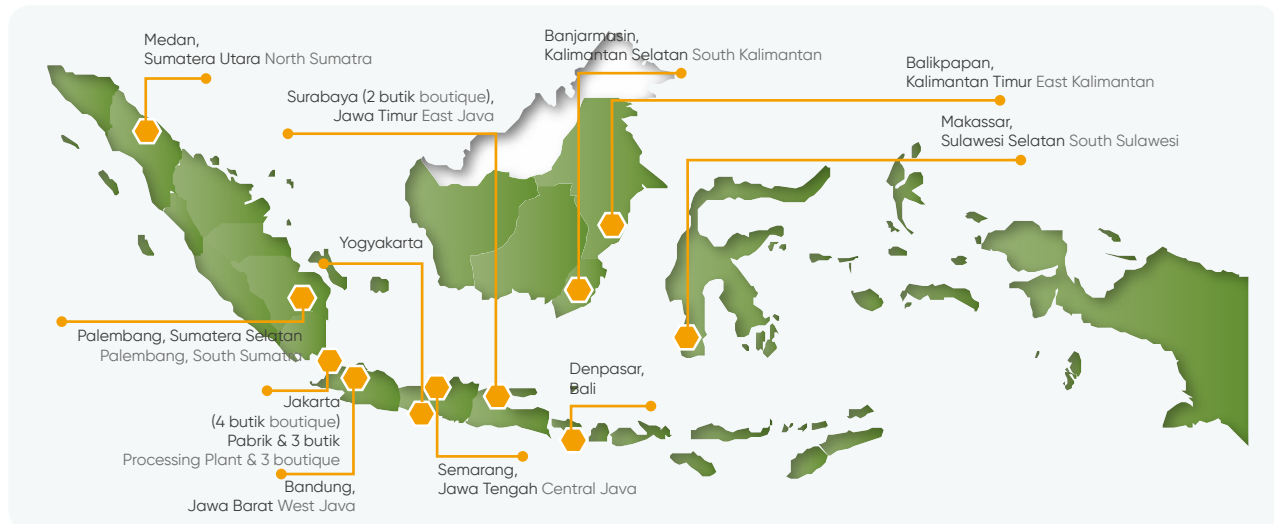 Medan,
Sumatera Utara North Sumatra
Banjarmasin,
Kalimantan Selatan South Kalimantan
Balikpapan,
Kalimantan Timur East Kalimantan
Surabaya (2 butik boutique),
Jawa Timur East Java
Makassar,
Sulawesi Selatan South Sulawesi
Yogyakarta
Palembang, Sumatera Selatan
Palembang, South Sumatra
Denpasar,
Bali
Jakarta
(4 butik boutique)
Pabrik & 3 butik
Processing Plant & 3 boutique
Semarang,
Jawa Tengah Central Java
Bandung,
Jawa Barat West Java